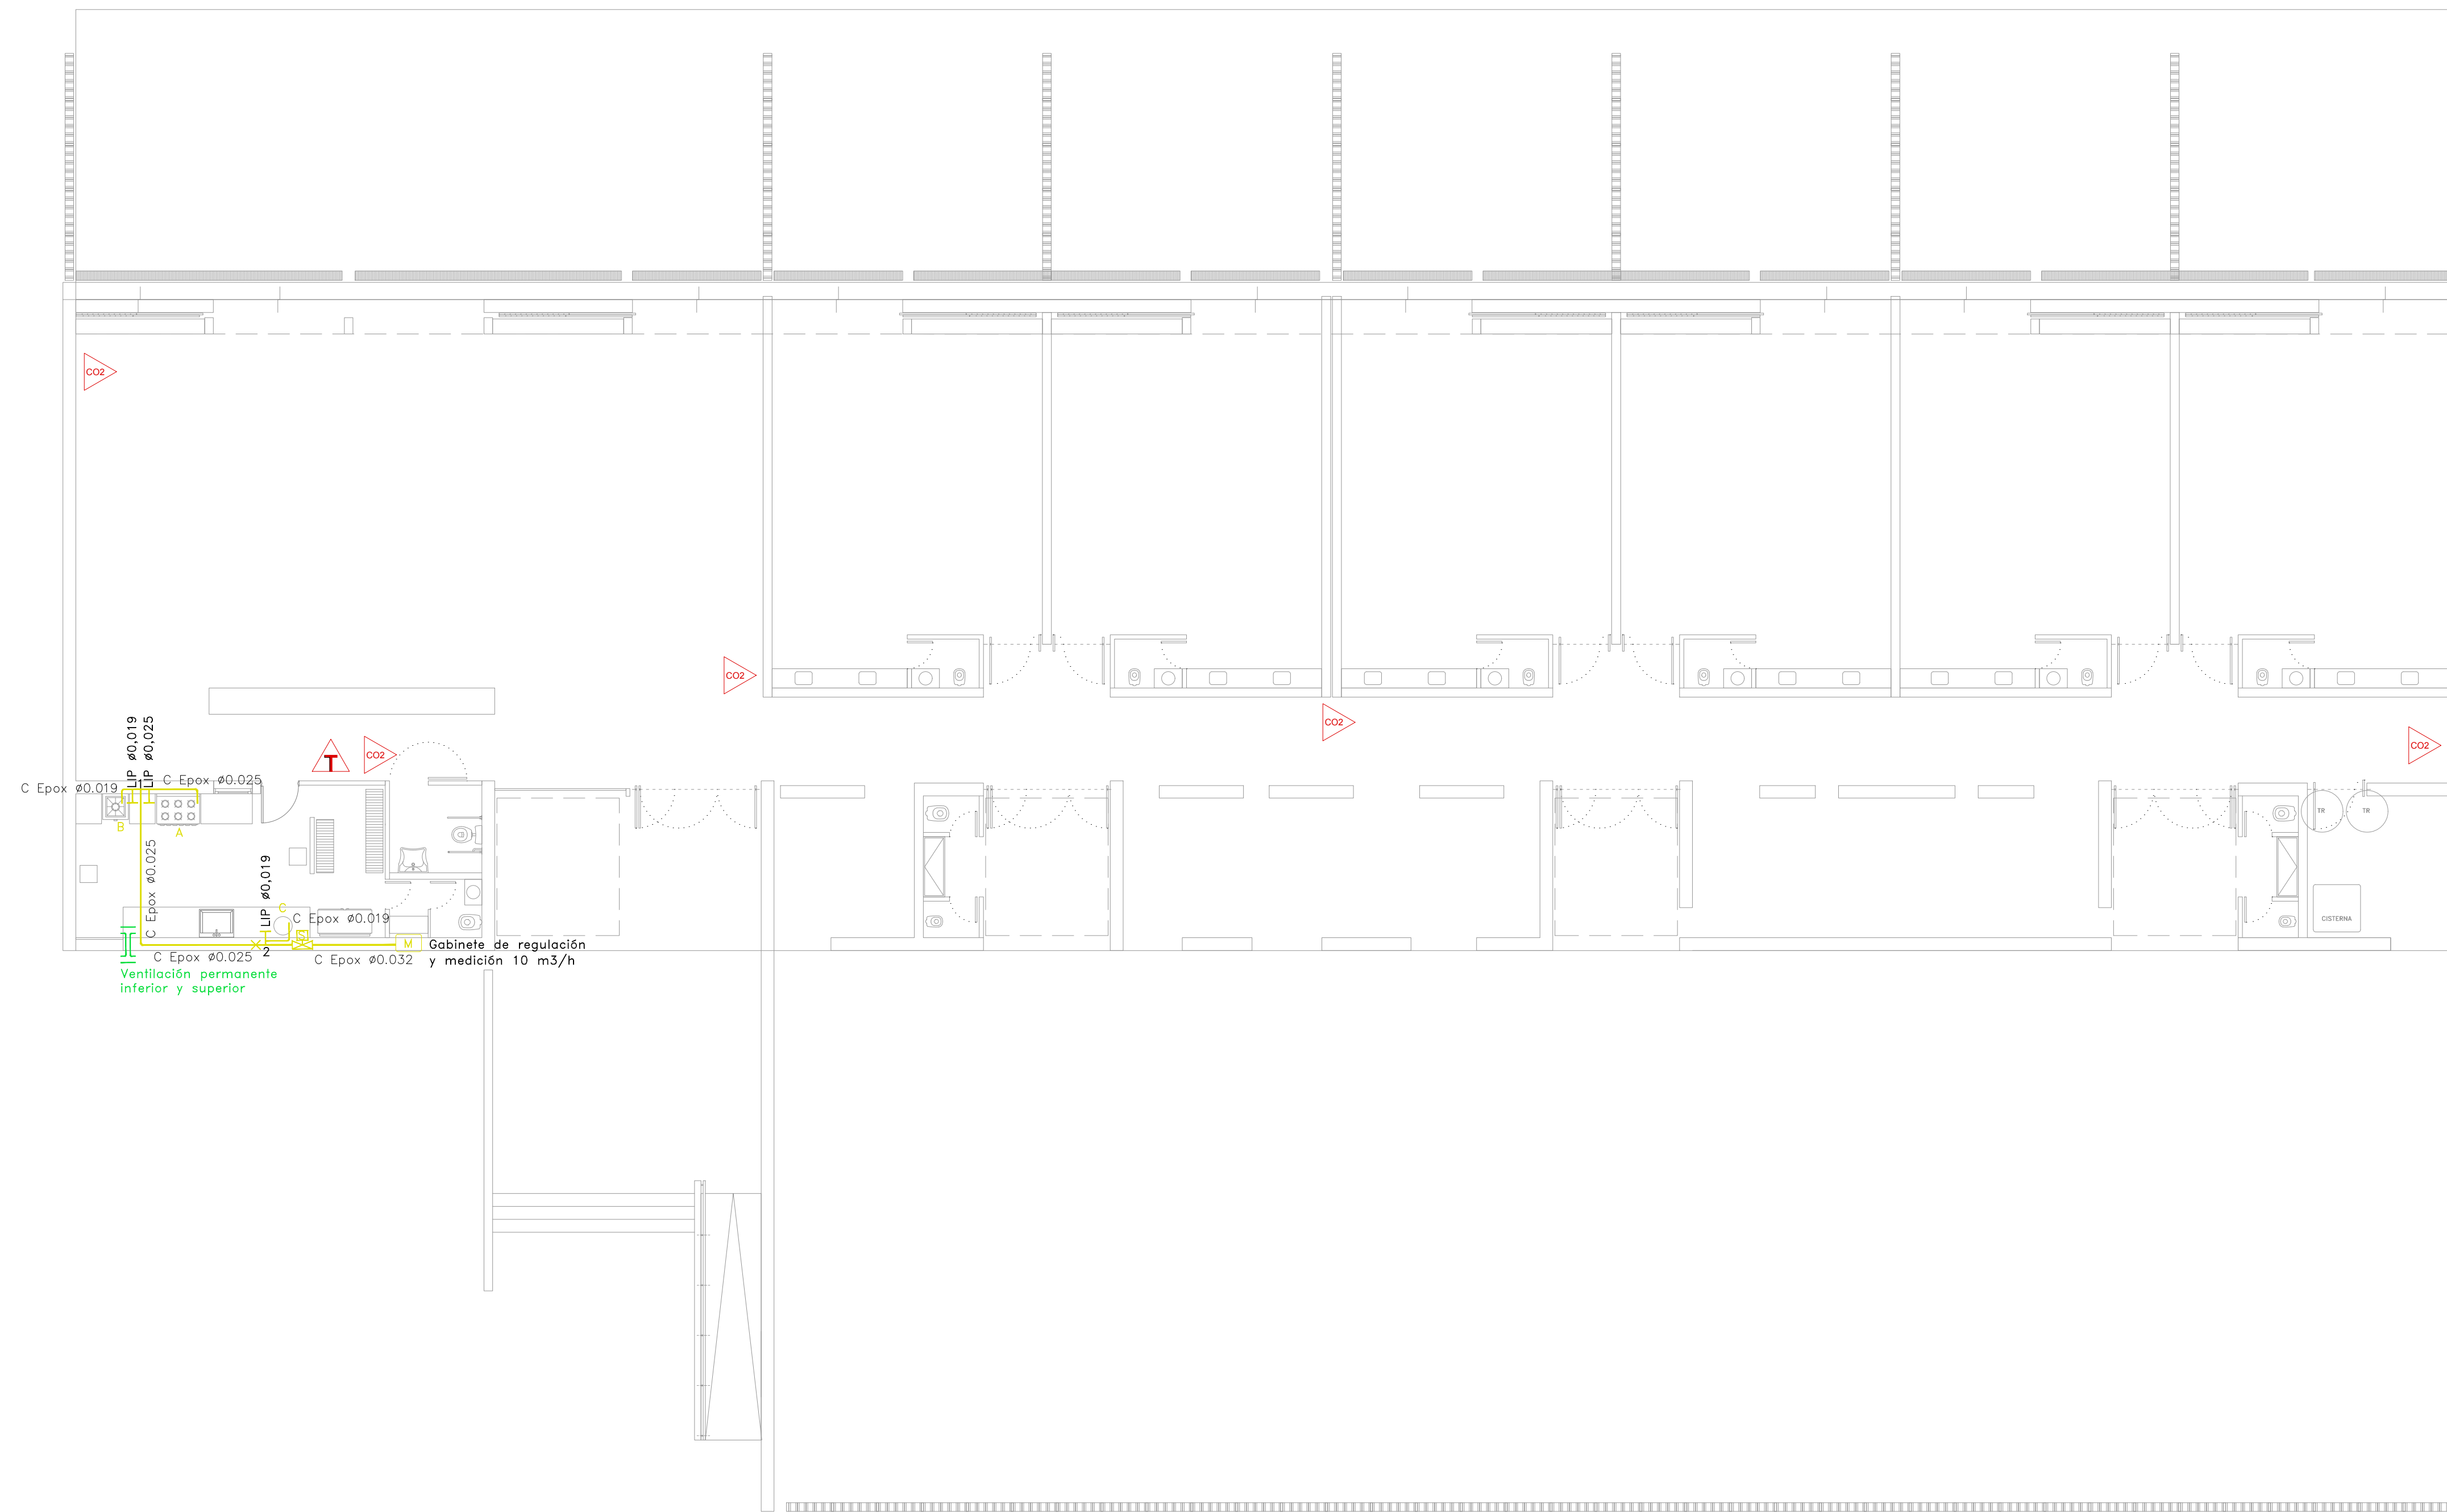 CO2
CO2
CO2
LIP ø0,019
LIP ø0,025
1
C Epox ø0.025
C Epox ø0.019
T
CO2
CO2
B
A
TR
TR
C Epox ø0.025
LIP ø0,019
C
C Epox ø0.019
CISTERNA
S
M
Gabinete de regulación
y medición 10 m3/h
2
C Epox ø0.025
C Epox ø0.032
Ventilación permanente
inferior y superior